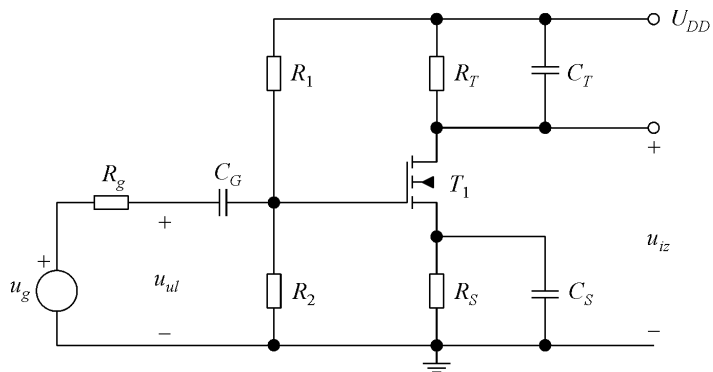 U_DD
R_1
R_T
C_T
+
R_g
C_G
T_1
+
+
u_g
u_ul
u_iz
R_2
R_S
C_S
−
−
−